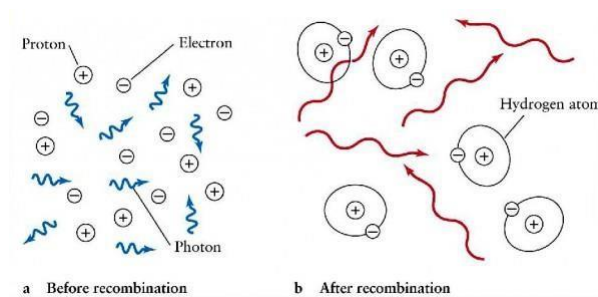 Proton
Electron
Photon
a Before recombination
Hydrogen atom
b After recombination